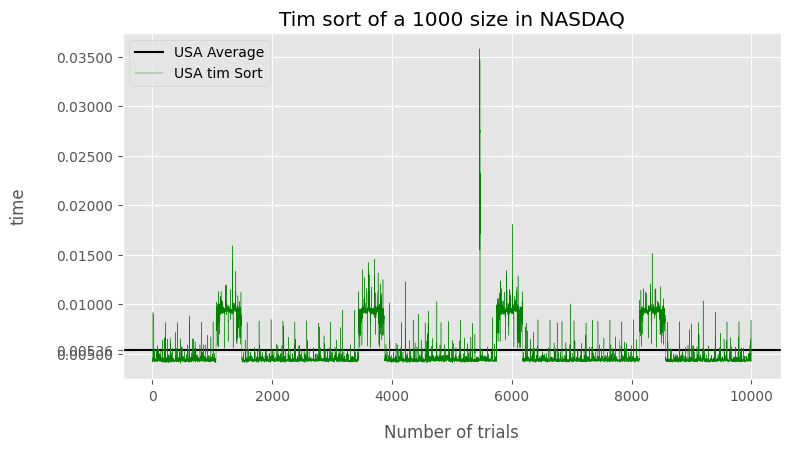 Tim sort of a 1000 size in NASDAQ
USA Average
USA tim Sort
0.03500
0.03000
0.02500
0.02000
0.01500
0.01000
0.00536
0.00500
time
0
2000
4000
6000
8000
10000
Number of trials